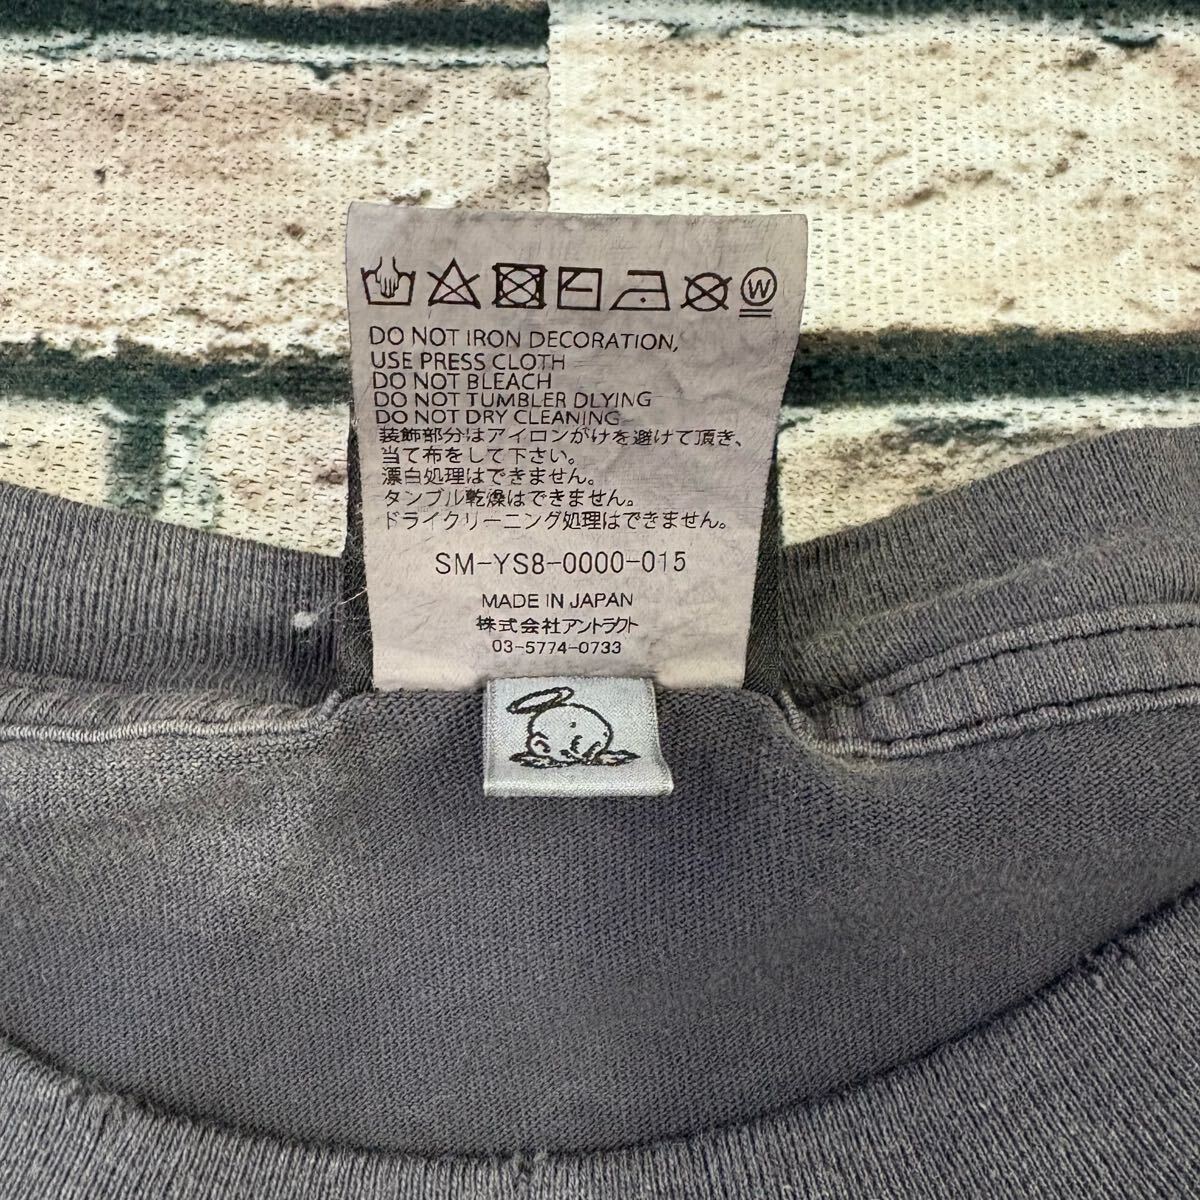 W
DO NOT IRON DECORATION,
USE PRESS CLOTH
DO NOT BLEACH
DO NOT TUMBLER DLYING
DO NOT DRY CLEANING
装飾部分はアイロンがけを避けて頂き、
当て布をして下さい。
漂白処理はできません。
タンブル乾燥はできません。
ドライクリーニング処理はできません。
SM-YS8-0000-015
MADE IN JAPAN
株式会社アントラクト
03-5774-0733